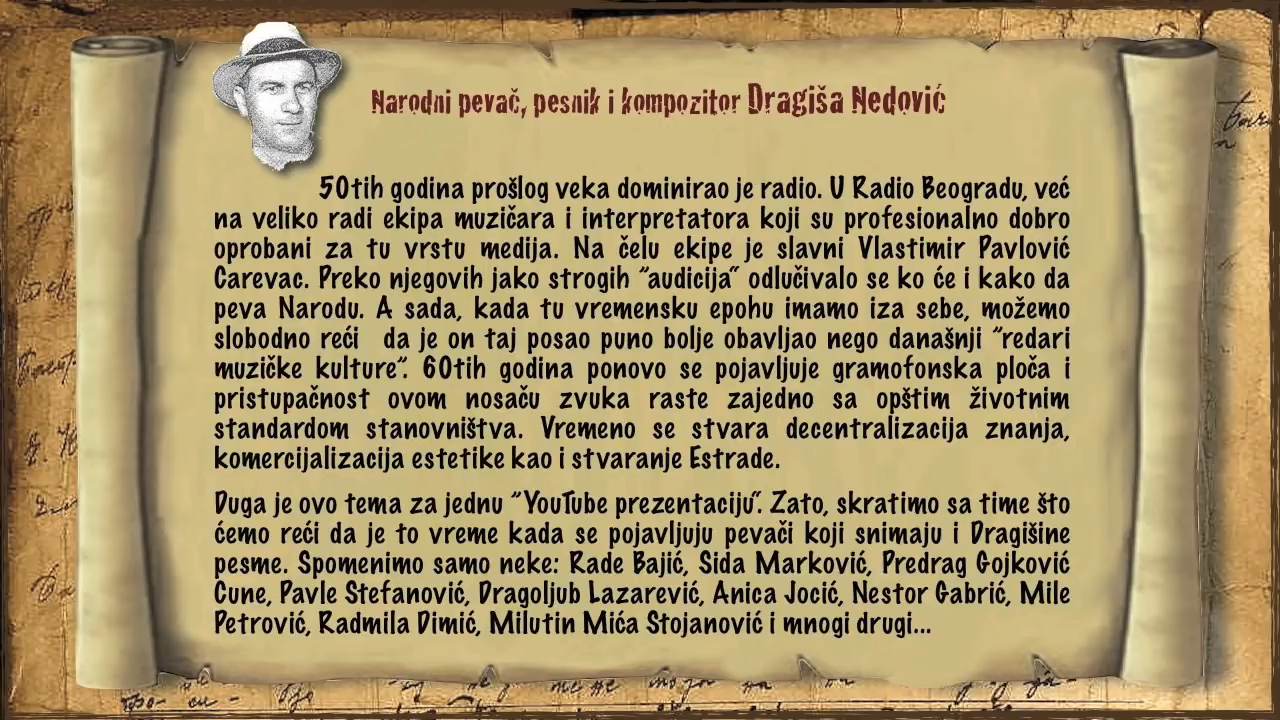 Narodni pevač, pesnik i kompozitor Dragiša Nedović
50tih godina prošlog veka dominirao je radio. U Radio Beogradu, već
na veliko radi ekipa muzičara i interpretatora koji su profesionalno dobro
oprobani za tu vrstu medija. Na čelu ekipe je slavni Vlastimir Pavlović
Carevac. Preko njegovih jako strogih "audicija" odlučivalo se ko će i kako da
peva Narodu. A sada, kada tu vremensku epohu imamo iza sebe, možemo
slobodno reći da je on taj posao puno bolje obavljao nego današnji "redari
muzičke kulture". 60tih godina ponovo se pojavljuje gramofonska ploča i
pristupačnost ovom nosaču zvuka raste zajedno sa opštim životnim
standardom stanovništva. Vremeno se stvara decentralizacija znanja,
komercijalizacija estetike kao i stvaranje Estrade.
Duga je ovo tema za jednu "YouTube prezentaciju". Zato, skratimo sa time što
ćemo reći da je to vreme kada se pojavljuju pevači koji snimaju i Dragišine
pesme. Spomenimo samo neke: Rade Bajić, Sida Marković, Predrag Gojković
Cune, Pavle Stefanović, Dragoljub Lazarević, Anica Jocić, Nestor Gabrić, Mile
Petrović, Radmila Dimić, Milutin Mića Stojanović i mnogi drugi...